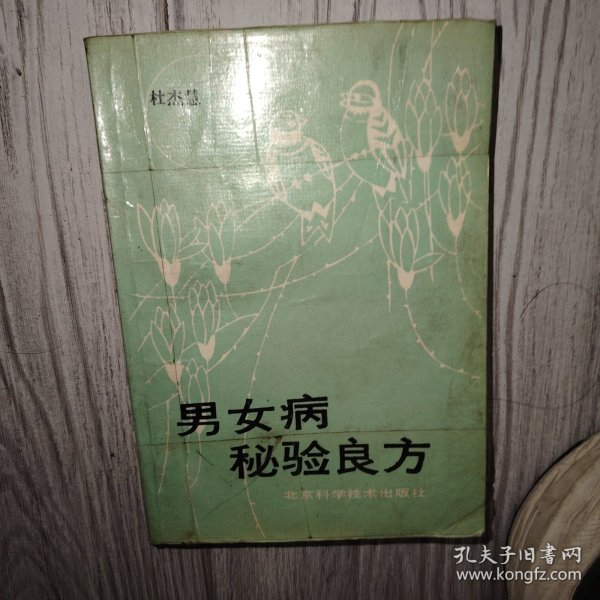 杜杰慧
男女病
秘验良方
北京科学技术出版社
孔夫子旧书网
www.kongfz.com